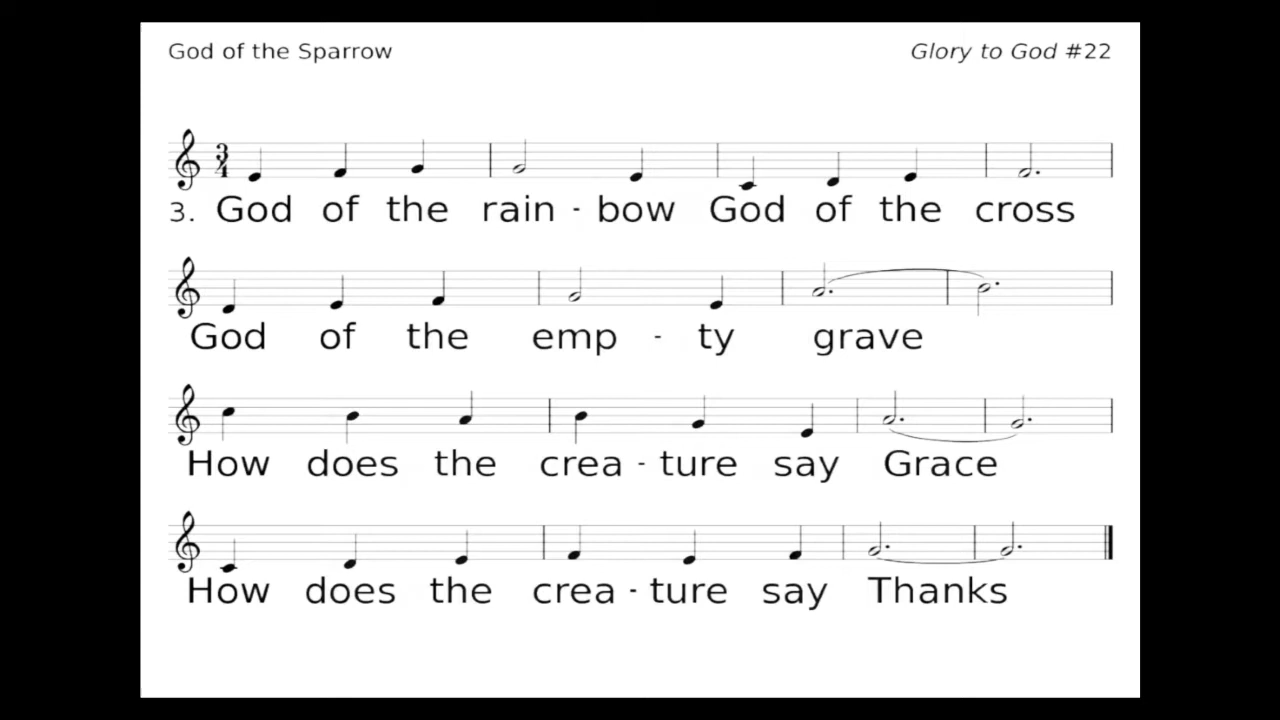 God of the Sparrow
Glory to God #22
3
4
3. God of the rain - bow God of the cross
God of the emp - ty grave
How does the crea - ture say Grace
How does the crea - ture say Thanks